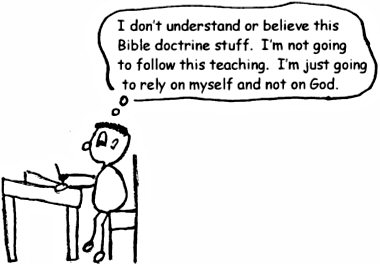 I don't understand or believe this
Bible doctrine stuff. I'm not going
to follow this teaching. I'm just going
to rely on myself and not on God.